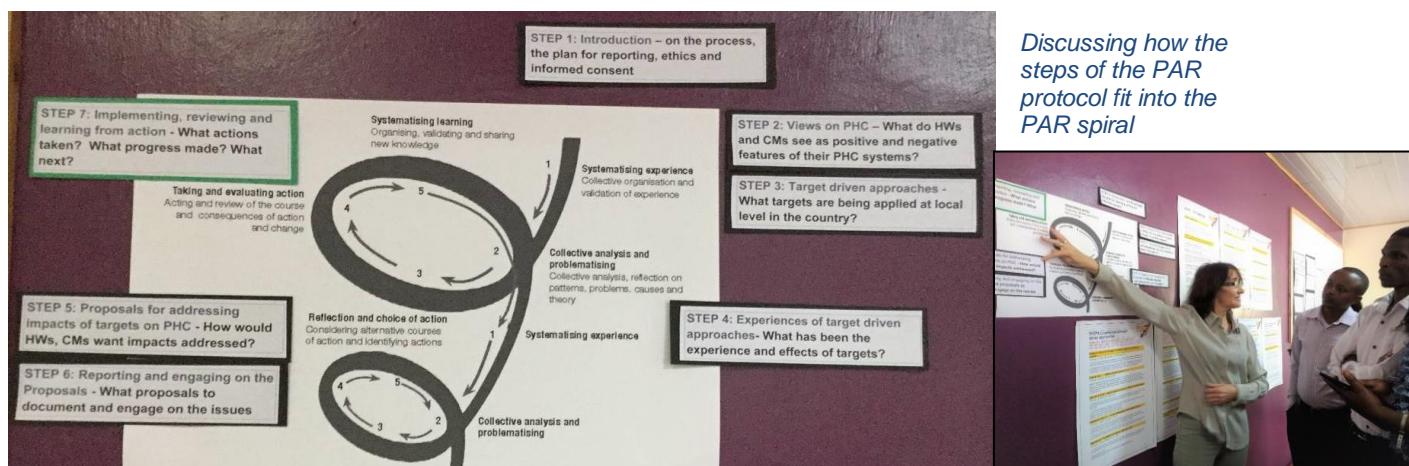 STEP 1: Introduction – on the process,
the plan for reporting, ethics and
informed consent
Discussing how the
steps of the PAR
protocol fit into the
PAR spiral
STEP 7: Implementing, reviewing and
learning from action - What actions
taken? What progress made? What
next?
Systematising learning
Organising, validating and sharing
new knowledge
STEP 2: Views on PHC – What do HWs
and CMs see as positive and negative
features of their PHC systems?
1
Systematising experience
Collective organisation and
validation of experience
STEP 3: Target driven approaches -
What targets are being applied at local
level in the country?
Taking and evaluating action
Acting and review of the course
and consequences of action
and change
5
4
2
3
Collective analysis and
problematising
Collective analysis, reflection on
patterns, problems, causes and
theory
STEP 5: Proposals for addressing
impacts of targets on PHC - How would
HWs, CMs want impacts addressed?
Reflection and choice of action
Considering alternative courses
of action and identifying actions
1
Systematising experience
STEP 4: Experiences of target driven
approaches- What has been the
experience and effects of targets?
STEP 6: Reporting and engaging on the
Proposals - What proposals to
document and engage on the issues
4
5
2
3
Collective analysis and
problematising